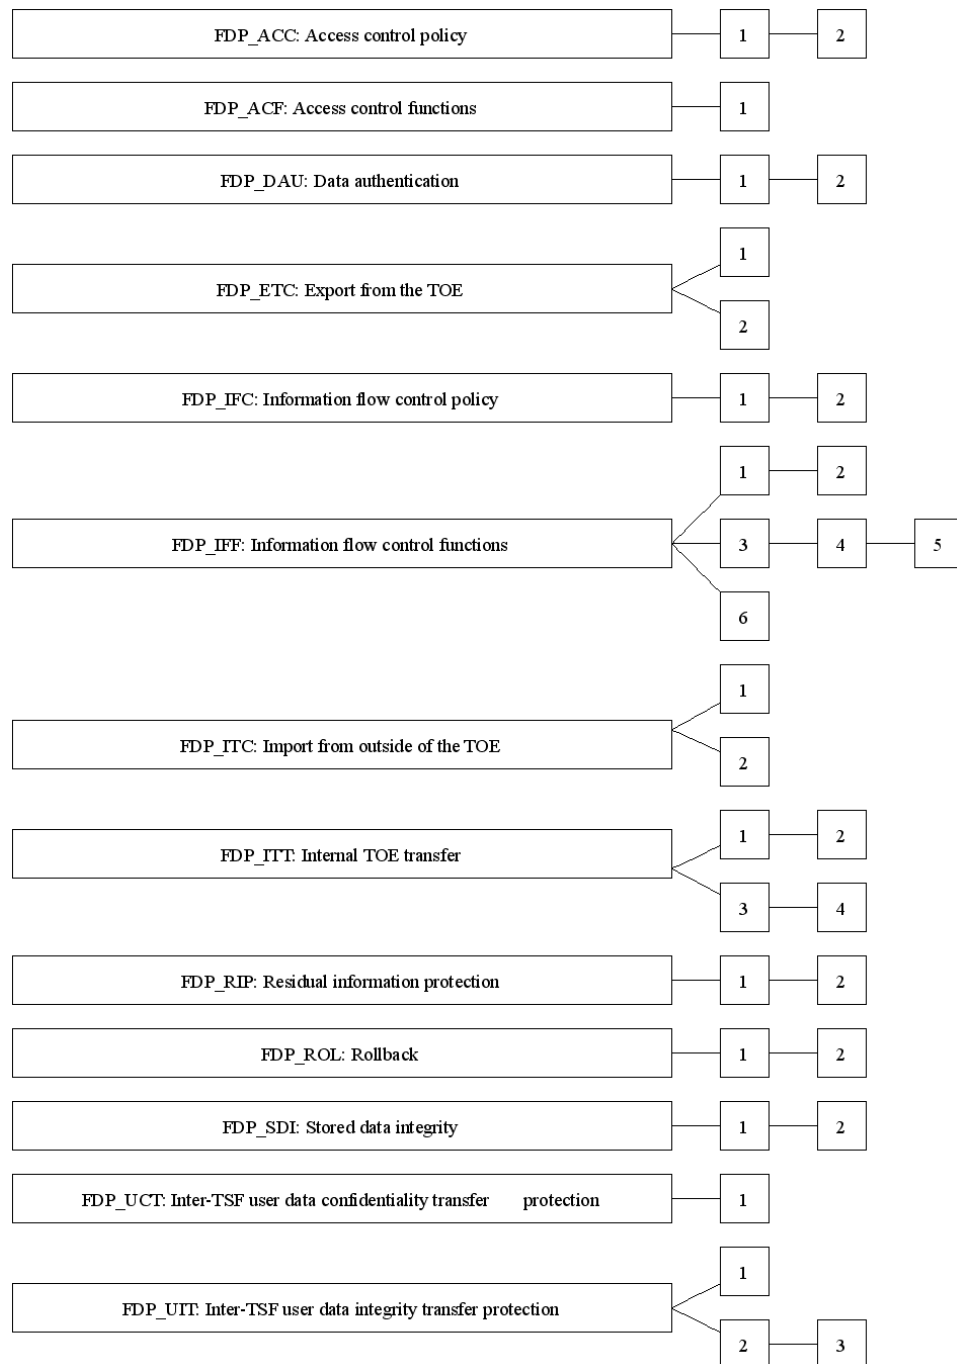 FDP_ACC: Access control policy 1 2
FDP_ACF: Access control functions 1
FDP_DAU: Data authentication 1 2
1
FDP_ETC: Export from the TOE
2
FDP_IFC: Information flow control policy 1 2
1 2
FDP_IFF: Information flow control functions 3 4 5
6
1
FDP_ITC: Import from outside of the TOE
2
1 2
FDP_ITT: Internal TOE transfer
3 4
FDP_RIP: Residual information protection 1 2
FDP_ROL: Rollback 1 2
FDP_SDI: Stored data integrity 1 2
FDP_UCT: Inter-TSF user data confidentiality transfer protection 1
1
FDP_UIT: Inter-TSF user data integrity transfer protection
2 3